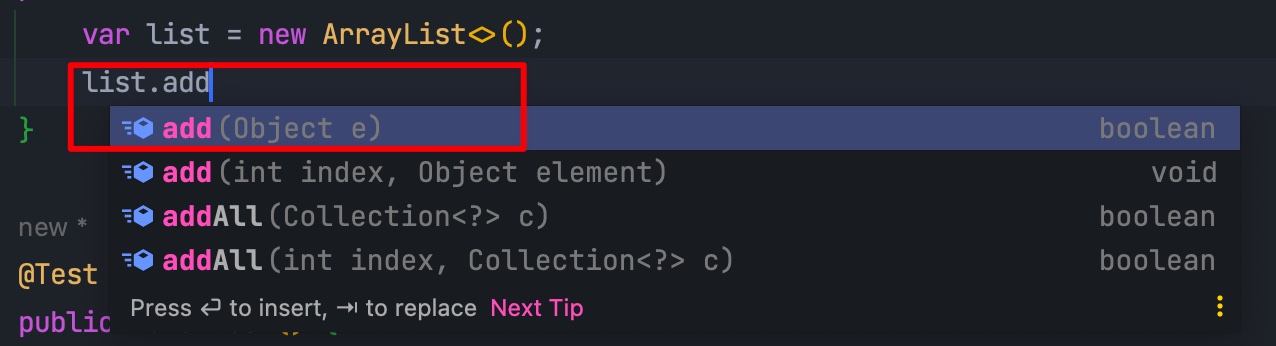 var list = new ArrayList<>();
list.add
}
add(Object e) boolean
add(int index, Object element) void
addAll(Collection<?> c) boolean
addAll(int index, Collection<?> c) boolean
new *
@Test
Press ↩ to insert, ⇥ to replace Next Tip
public